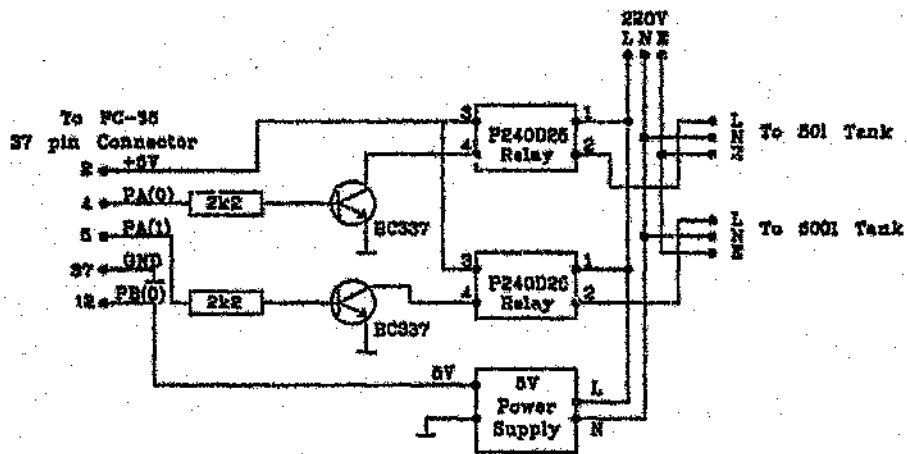 220V
L N E
To PC-36
37 pin Connector
2 +5V
4 PA(0)
5 PA(1)
37 GND
12 PB(0)
2k2
2k2
BC337
BC337
3
4
P240D25
Relay
1
2
3
4
P240D25
Relay
1
2
L
N
E
To 50l Tank
L
N
E
To 500l Tank
5V
5V
Power
Supply
L
N